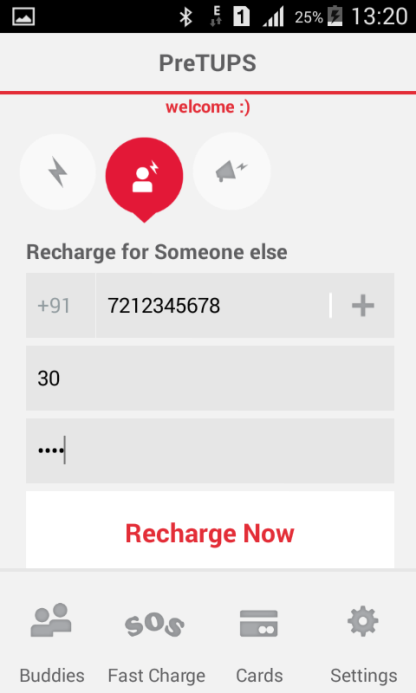 E 1 25% 13:20
PreTUPS
welcome :)
Recharge for Someone else
+91 7212345678 +
30
••••
Recharge Now
SOS
Buddies Fast Charge Cards Settings